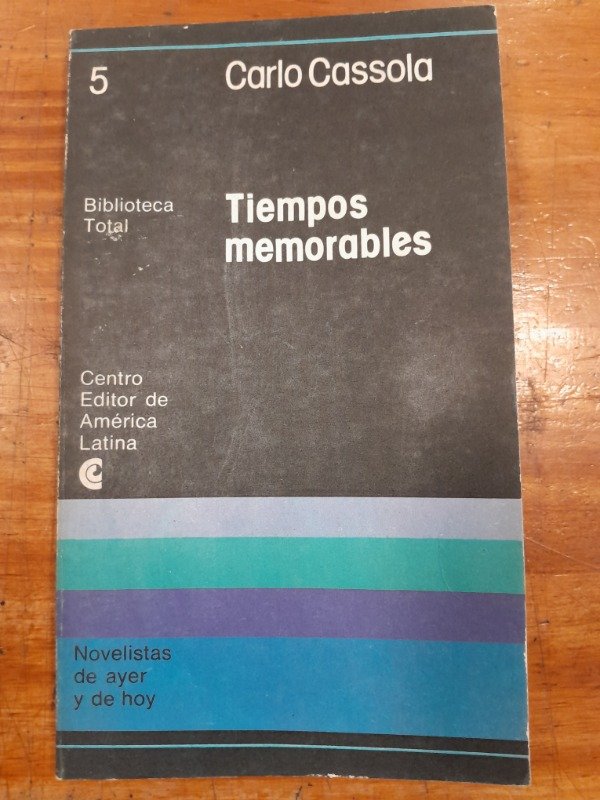 5
Carlo Cassola
Biblioteca
Total
Tiempos
memorables
Centro
Editor de
América
Latina
Novelistas
de ayer
y de hoy